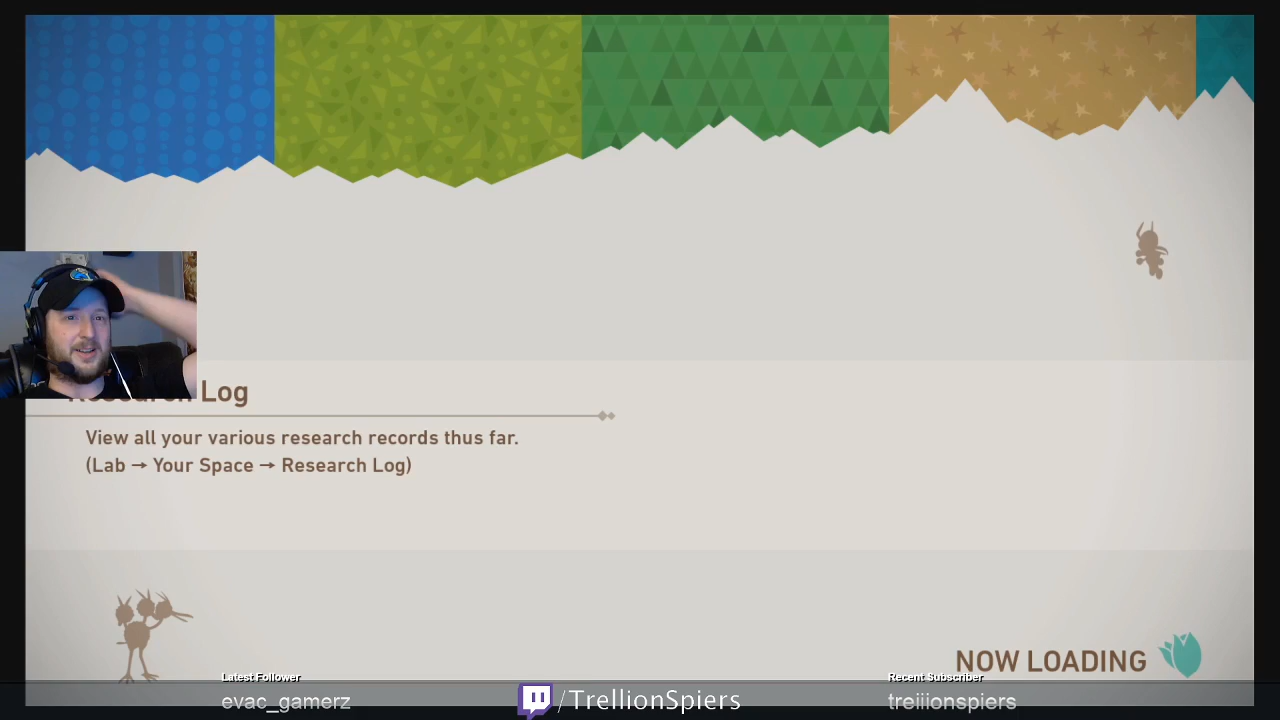 Research Log
View all your various research records thus far.
(Lab → Your Space → Research Log)
NOW LOADING
Latest Follower
evac_gamerz
/TrellionSpiers
Recent Subscriber
treiiionspiers